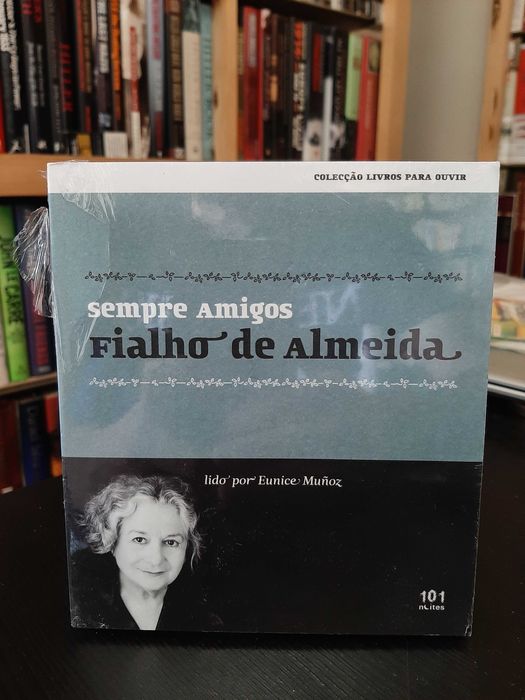 COLECÇÃO LIVROS PARA OUVIR
sempre Amigos
Fialho de Almeida
lido por Eunice Muñoz
101
nOites